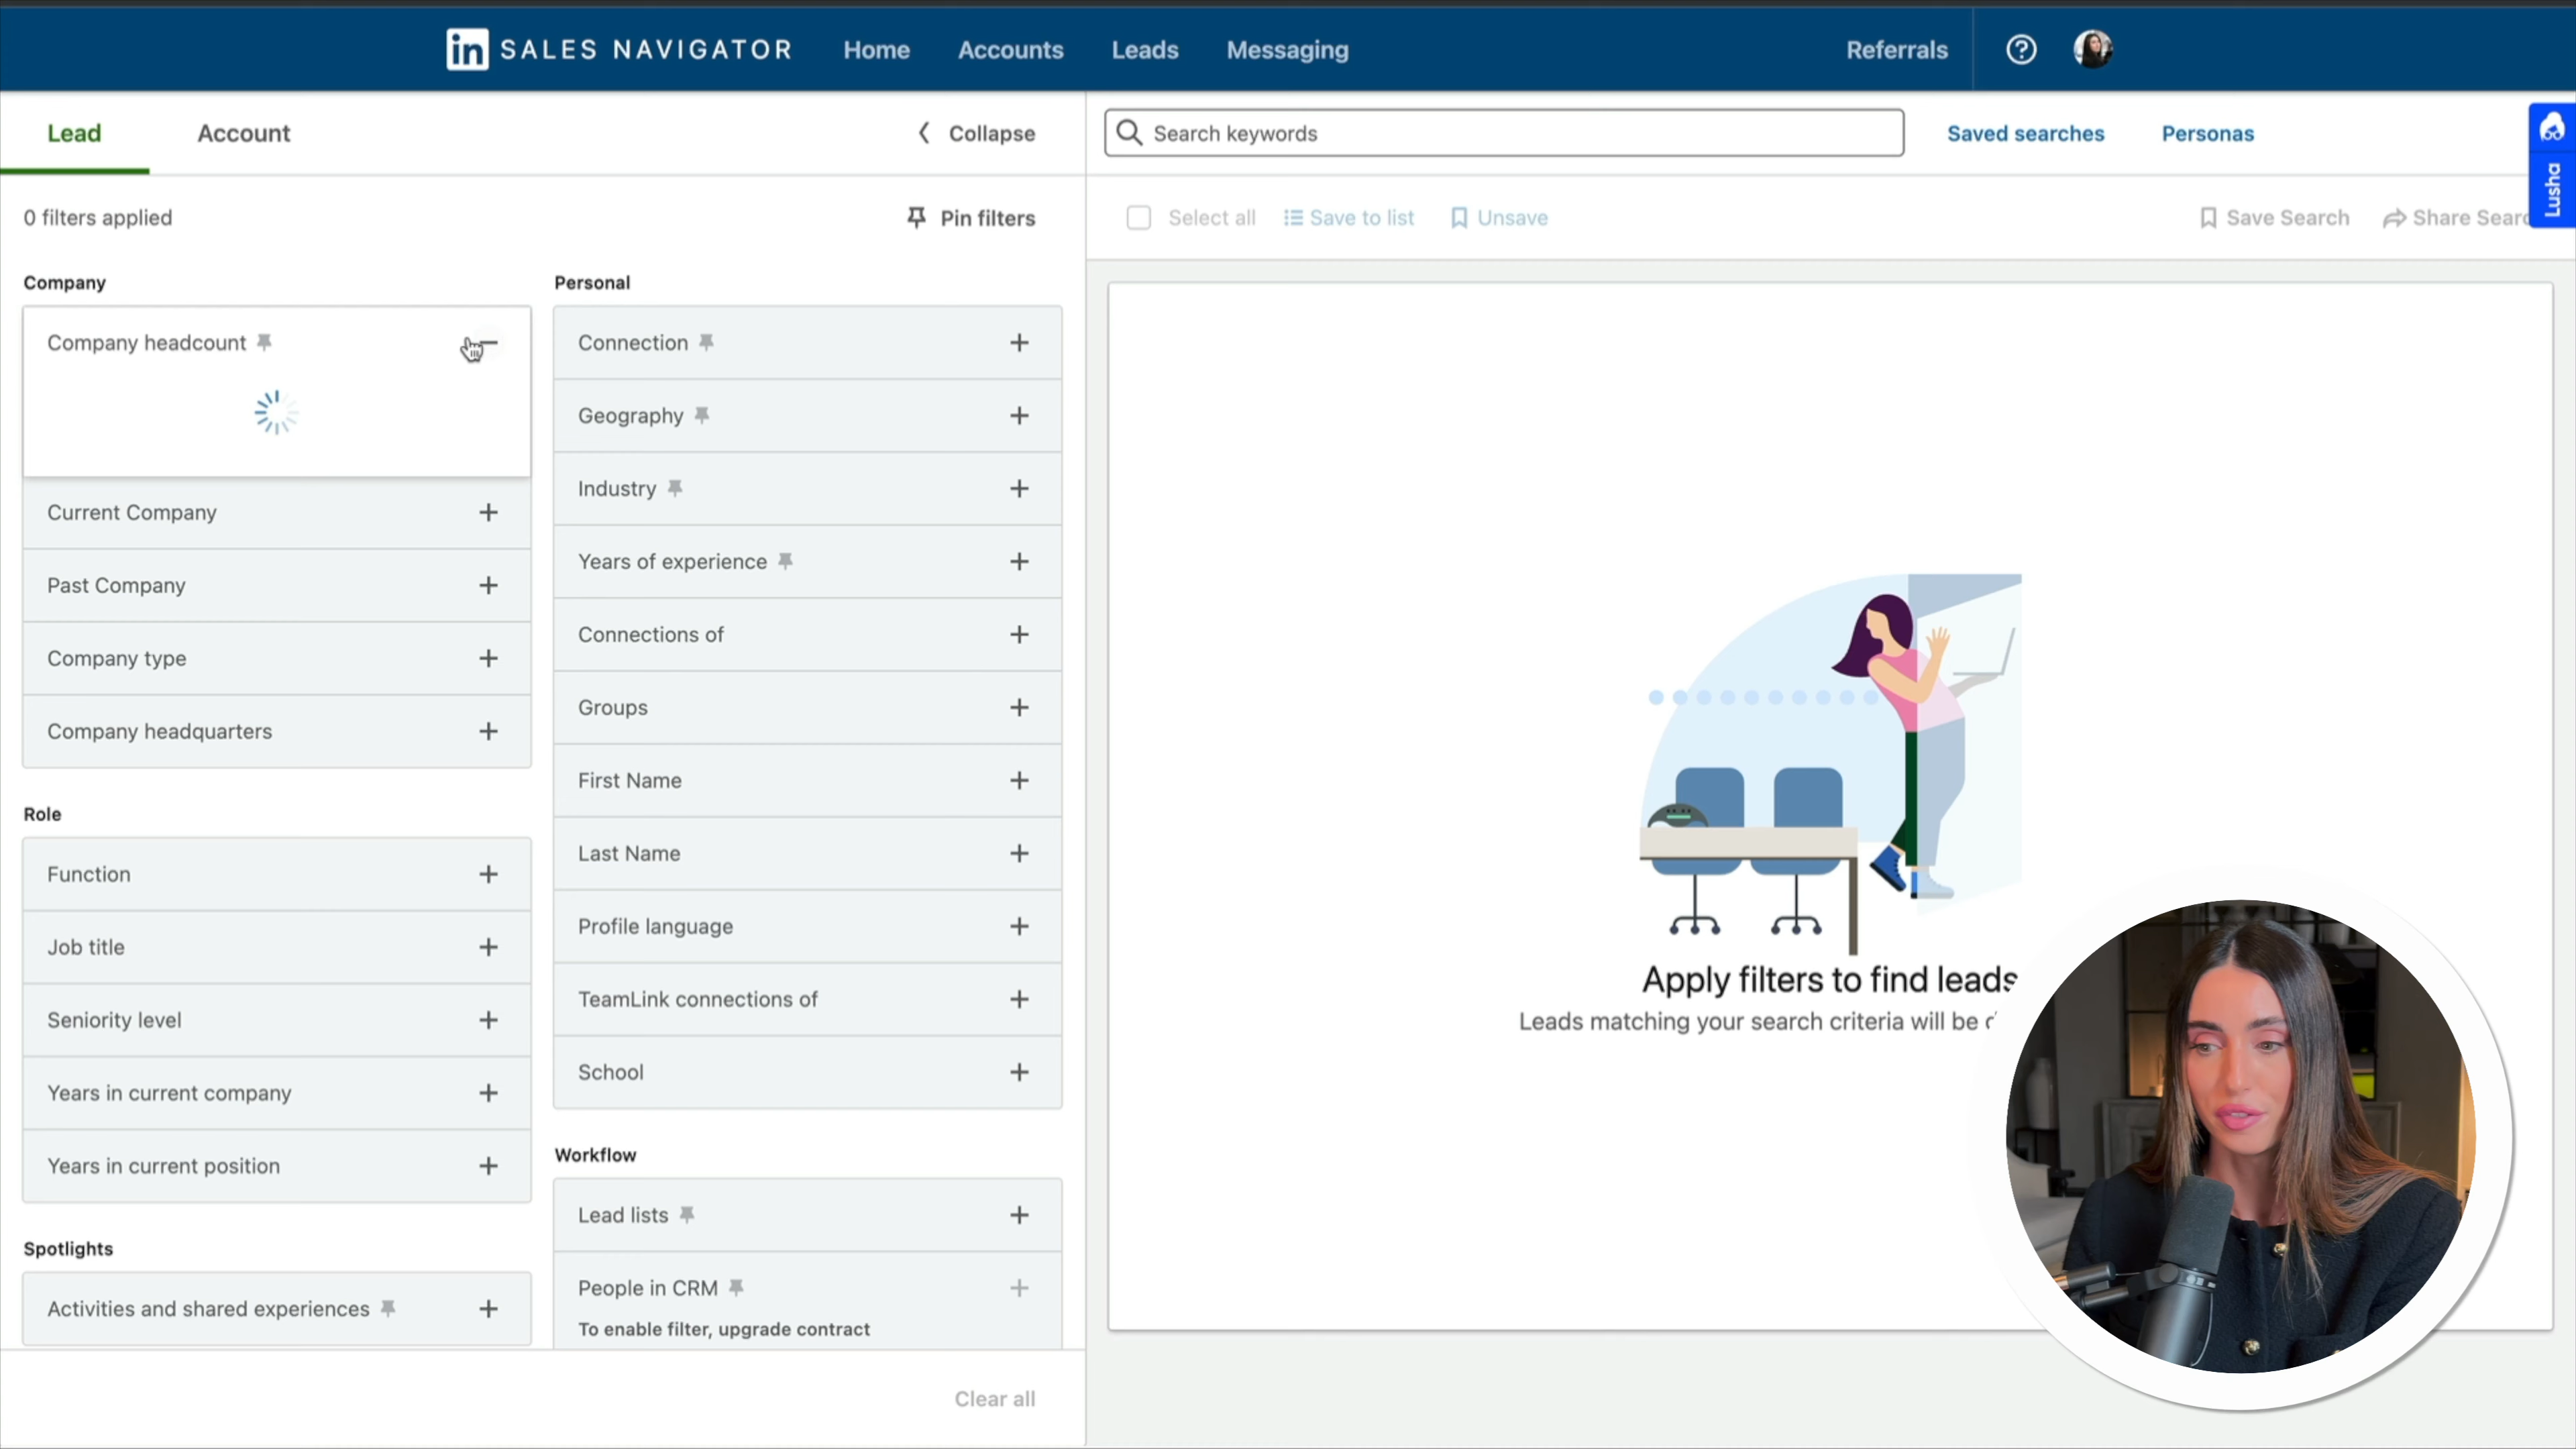 in SALES NAVIGATOR Home Accounts Leads Messaging Referrals
Lead Account Collapse
Search keywords Saved searches Personas
Lusha
0 filters applied Pin filters
Select all Save to list Unsave Save Search Share Searc
Company
Company headcount
Current Company
Past Company
Company type
Company headquarters
Role
Function
Job title
Seniority level
Years in current company
Years in current position
Spotlights
Activities and shared experiences
Personal
Connection
Geography
Industry
Years of experience
Connections of
Groups
First Name
Last Name
Profile language
TeamLink connections of
School
Workflow
Lead lists
People in CRM
To enable filter, upgrade contract
Clear all
Apply filters to find leads
Leads matching your search criteria will be